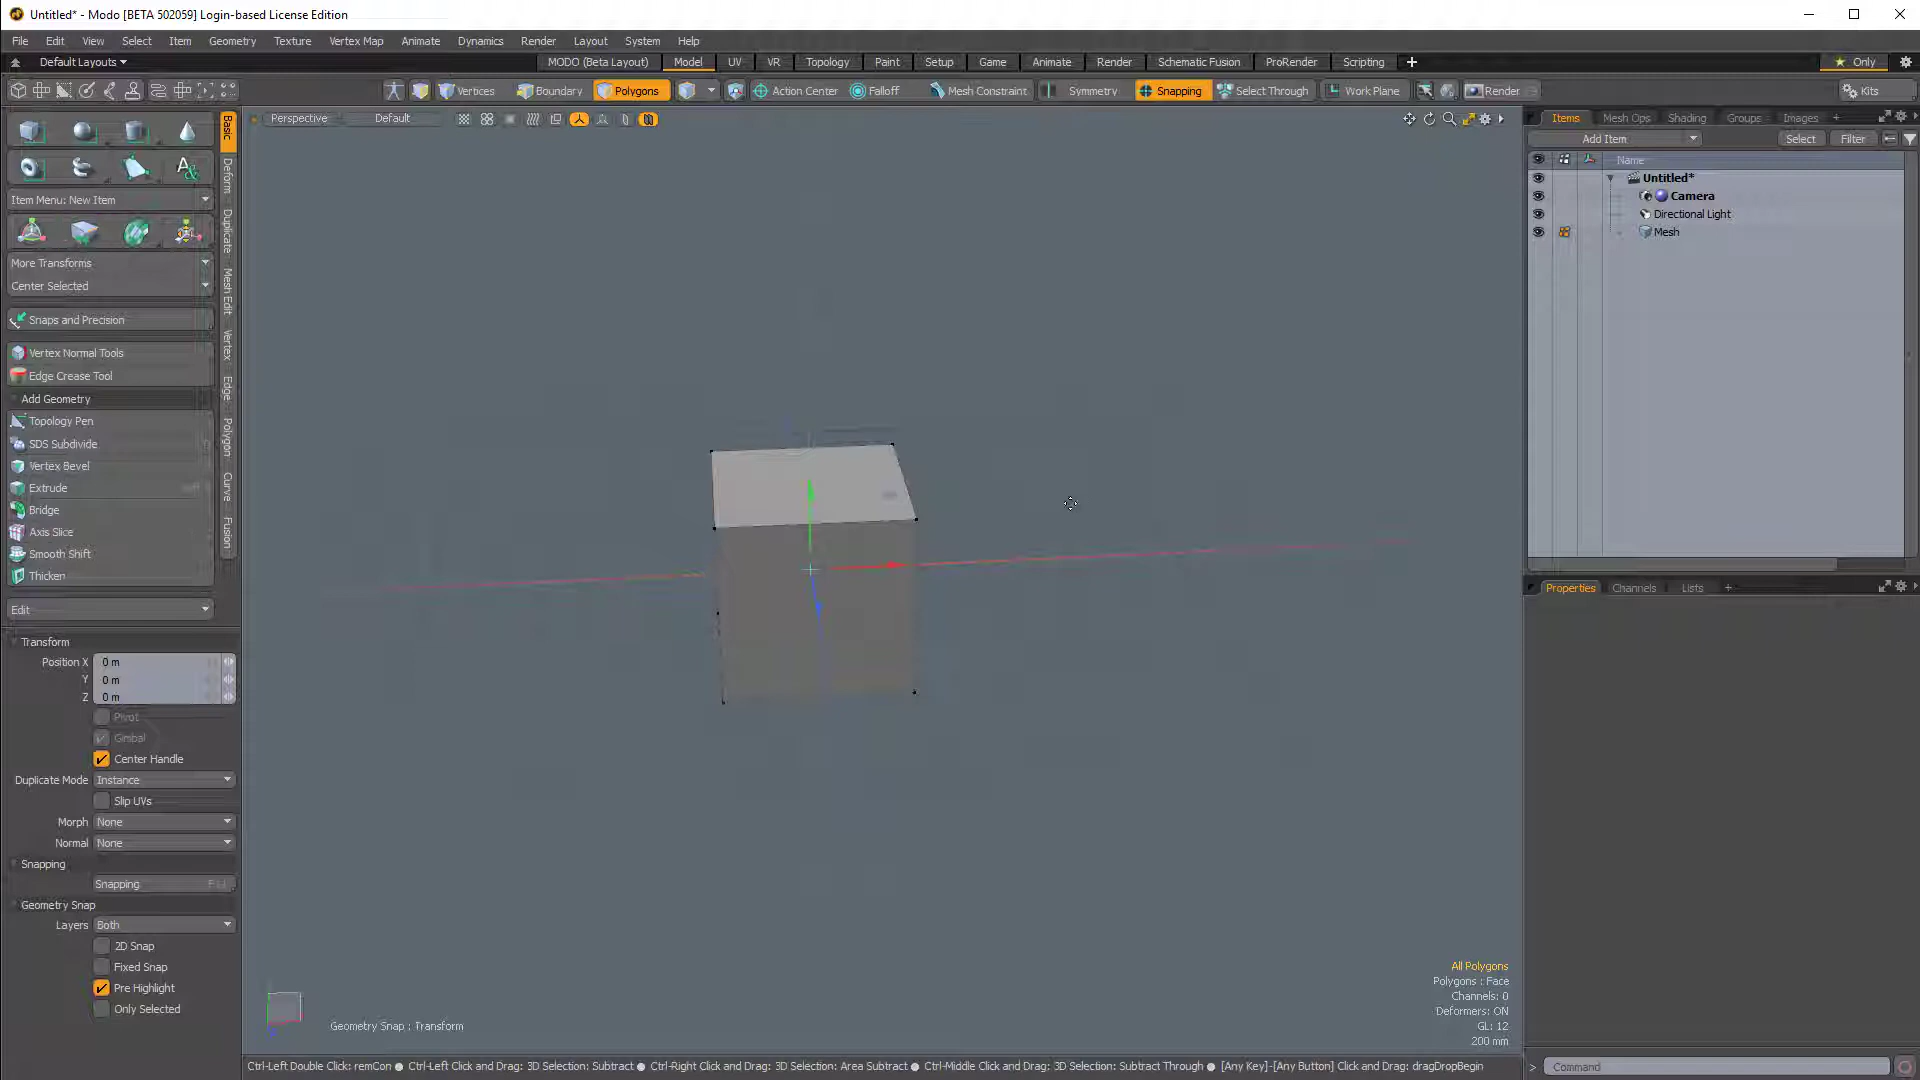 Untitled* - Modo [BETA 502059] Login-based License Edition
File Edit View Select Item Geometry Texture Vertex Map Animate Dynamics Render Layout System Help
Default Layouts MODO (Beta Layout) Model UV VR Topology Paint Setup Game Animate Render Schematic Fusion ProRender Scripting + Only
Vertices Boundary Polygons Action Center Falloff Mesh Constraint Symmetry Snapping Select Through Work Plane Render Kits
Perspective Default
Items Mesh Ops Shading Groups Images +
Add Item Select Filter
Name
Untitled*
Camera
Directional Light
Mesh
Basic
Deform
Duplicate
Mesh Edit
Vertex
Edge
Polygon
Curve
Fusion
Item Menu: New Item
More Transforms
Center Selected
Snaps and Precision
Vertex Normal Tools
Edge Crease Tool
Add Geometry
Topology Pen
SDS Subdivide
Vertex Bevel
Extrude
Bridge
Axis Slice
Smooth Shift
Thicken
Edit
Transform
Position X 0 m
Y 0 m
Z 0 m
Pivot
Gimbal
Center Handle
Duplicate Mode Instance
Slip UVs
Morph None
Normal None
Snapping
Snapping
Geometry Snap
Layers Both
2D Snap
Fixed Snap
Pre Highlight
Only Selected
Properties Channels Lists +
Geometry Snap : Transform
All Polygons
Polygons : Face
Channels: 0
Deformers: ON
GL: 12
200 mm
Ctrl-Left Double Click: remCon ● Ctrl-Left Click and Drag: 3D Selection: Subtract ● Ctrl-Right Click and Drag: 3D Selection: Area Subtract ● Ctrl-Middle Click and Drag: 3D Selection: Subtract Through ● [Any Key]-[Any Button] Click and Drag: dragDropBegin
> Command